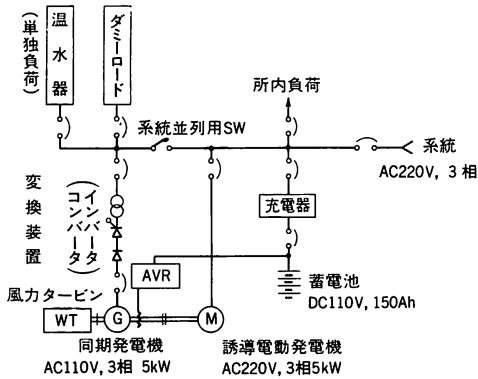 温水器
(単独負荷)
ダミーロード
系統並列用SW
所内負荷
系統
AC220V, 3相
変換装置
(インバータ
コンバータ)
充電器
AVR
蓄電池
DC110V, 150Ah
風力タービン
WT
G
M
同期発電機
AC110V, 3相 5kW
誘導電動発電機
AC220V, 3相5kW